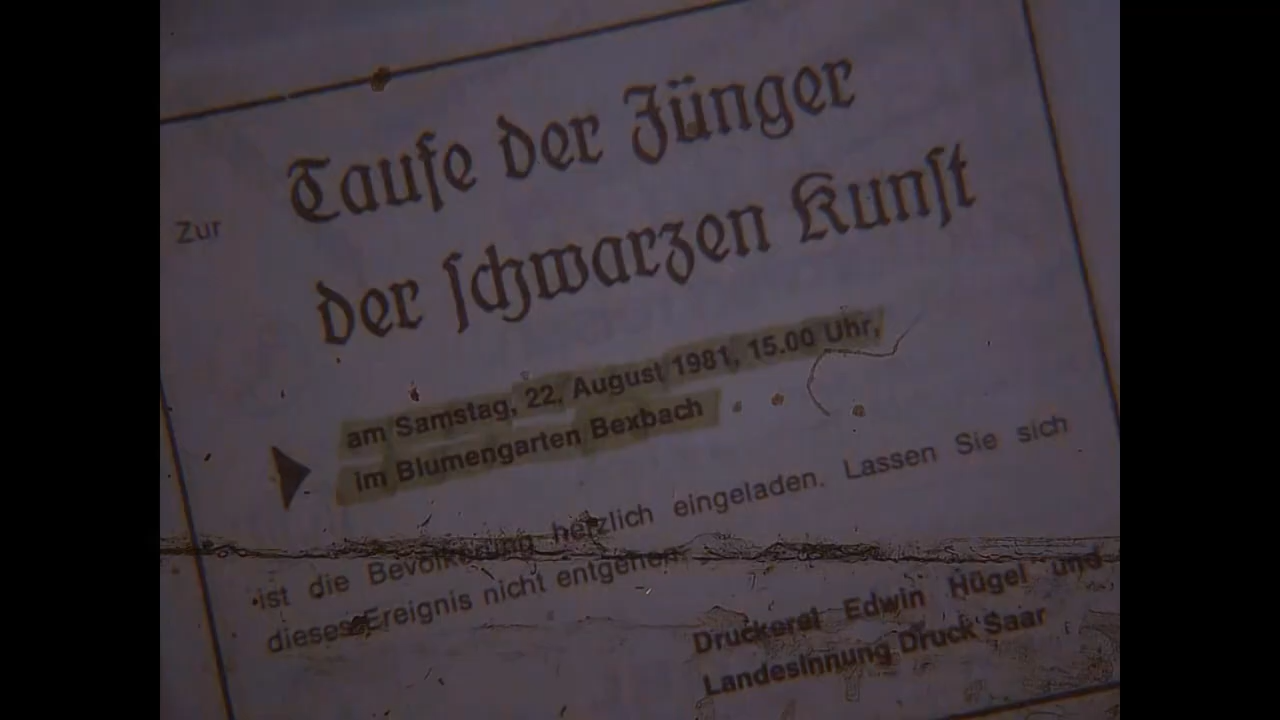 Zur Taufe der Jünger
der schwarzen Kunst
am Samstag, 22. August 1981, 15.00 Uhr,
im Blumengarten Bexbach
ist die Bevölkerung herzlich eingeladen. Lassen Sie sich
dieses Ereignis nicht entgehen.
Druckerei Edwin Hügel und
Landesinnung Druck Saar